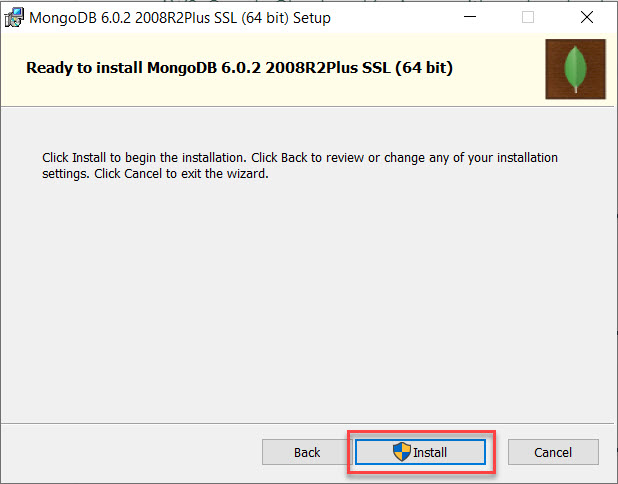 MongoDB 6.0.2 2008R2Plus SSL (64 bit) Setup
Ready to install MongoDB 6.0.2 2008R2Plus SSL (64 bit)
Click Install to begin the installation. Click Back to review or change any of your installation
settings. Click Cancel to exit the wizard.
Back
Install
Cancel